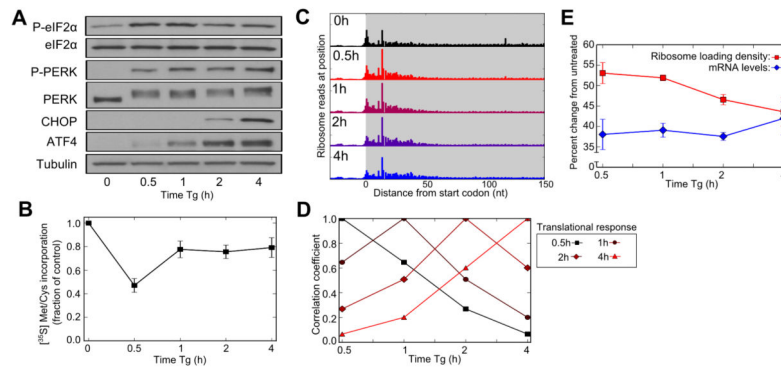 A
P-eIF2α
eIF2α
P-PERK
PERK
CHOP
ATF4
Tubulin
0 0.5 1 2 4
Time Tg (h)
B
[³⁵S] Met/Cys incorporation
(fraction of control)
1.0
0.8
0.6
0.4
0.2
0.0
0 0.5 1 2 4
Time Tg (h)
C
Ribosome reads at position
0h
0.5h
1h
2h
4h
0 50 100 150
Distance from start codon (nt)
D
Correlation coefficient
1.0
0.8
0.6
0.4
0.2
0.0
0.5 1 2 4
Time Tg (h)
Translational response
0.5h 1h
2h 4h
E
Ribosome loading density:
mRNA levels:
Percent change from untreated
60
55
50
45
40
35
30
0.5 1 2
Time Tg (h)